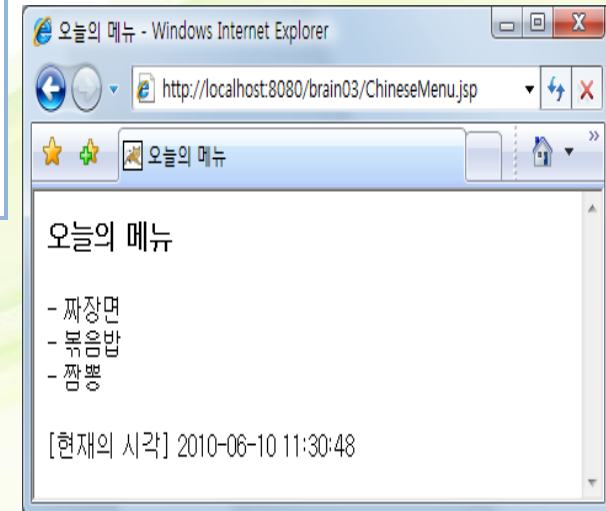 오늘의 메뉴 - Windows Internet Explorer
http://localhost:8080/brain03/ChineseMenu.jsp
오늘의 메뉴
오늘의 메뉴
- 짜장면
- 볶음밥
- 짬뽕
[현재의 시각] 2010-06-10 11:30:48